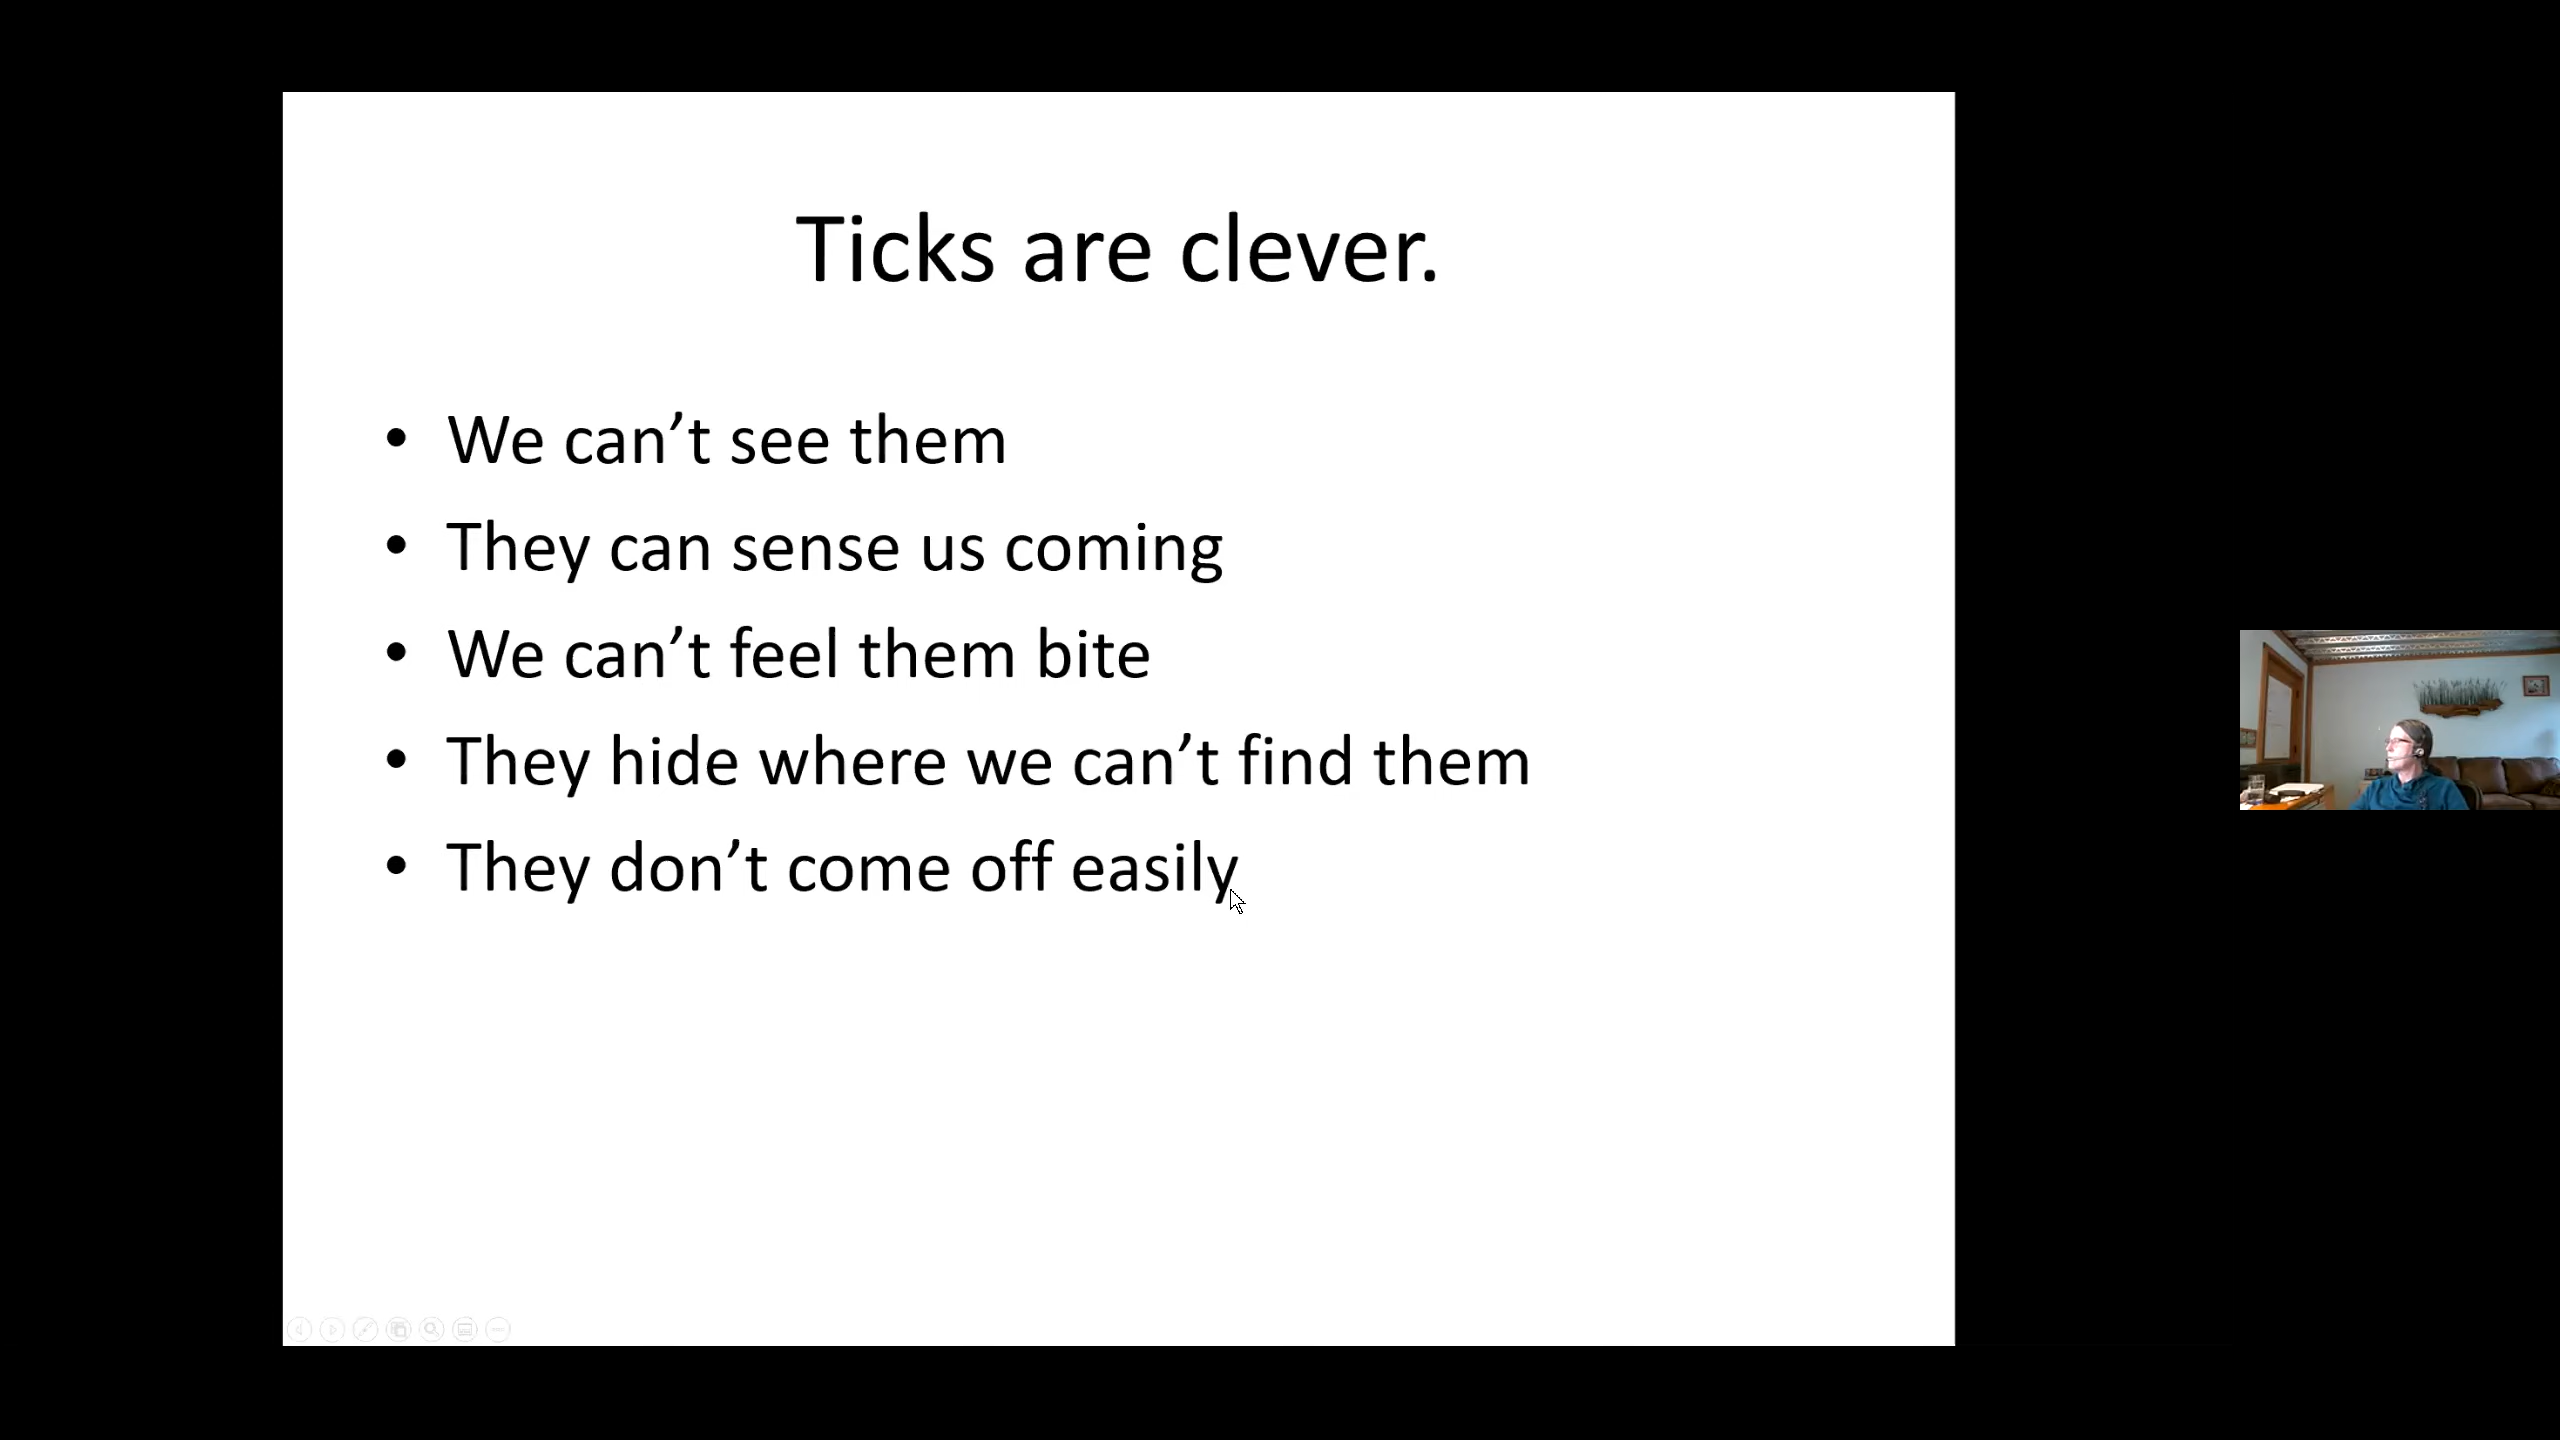 Ticks are clever.
• We can’t see them
• They can sense us coming
• We can’t feel them bite
• They hide where we can’t find them
• They don’t come off easily